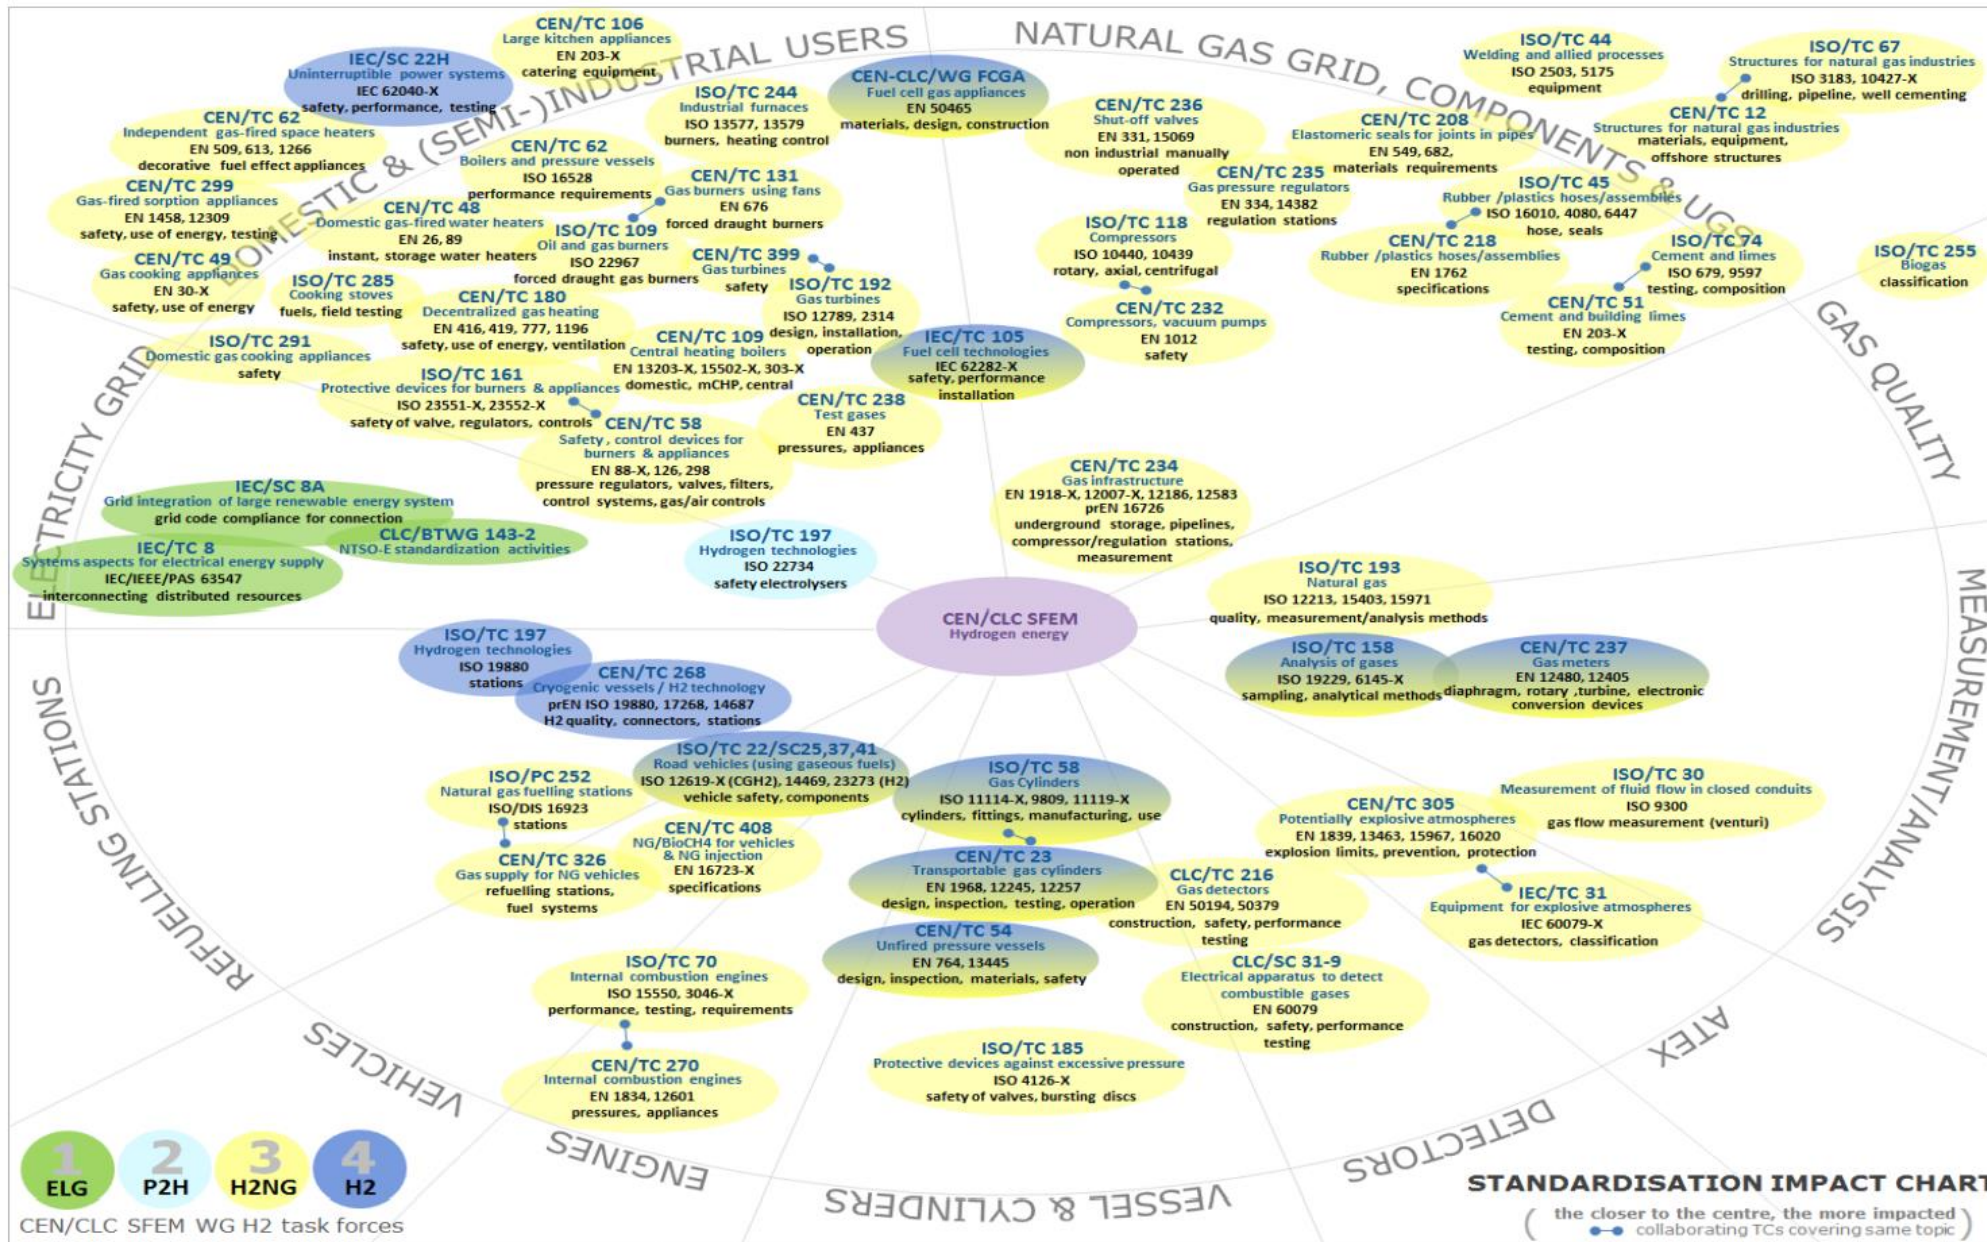 DOMESTIC & (SEMI-)INDUSTRIAL USERS
NATURAL GAS GRID, COMPONENTS & UGS
GAS QUALITY
MEASUREMENT/ANALYSIS
ATEX
DETECTORS
VESSEL & CYLINDERS
ENGINES
VEHICLES
REFUELLING STATIONS
ELECTRICITY GRID
CEN/TC 106
Large kitchen appliances
EN 203-X
catering equipment
IEC/SC 22H
Uninterruptible power systems
IEC 62040-X
safety, performance, testing
CEN/TC 62
Independent gas-fired space heaters
EN 509, 613, 1266
decorative fuel effect appliances
ISO/TC 244
Industrial furnaces
ISO 13577, 13579
burners, heating control
CEN/TC 62
Boilers and pressure vessels
ISO 16528
performance requirements
CEN/TC 131
Gas burners using fans
EN 676
forced draught burners
CEN/TC 299
Gas-fired sorption appliances
EN 1458, 12309
safety, use of energy, testing
CEN/TC 48
Domestic gas-fired water heaters
EN 26, 89
instant, storage water heaters
ISO/TC 109
Oil and gas burners
ISO 22967
forced draught gas burners
CEN/TC 399
Gas turbines
safety
ISO/TC 192
Gas turbines
ISO 12789, 2314
design, installation,
operation
CEN/TC 49
Gas cooking appliances
EN 30-X
safety, use of energy
ISO/TC 285
Cooking stoves
fuels, field testing
CEN/TC 180
Decentralized gas heating
EN 416, 419, 777, 1196
safety, use of energy, ventilation
CEN/TC 109
Central heating boilers
EN 13203-X, 15502-X, 303-X
domestic, mCHP, central
ISO/TC 291
Domestic gas cooking appliances
safety
ISO/TC 161
Protective devices for burners & appliances
ISO 23551-X, 23552-X
safety of valve, regulators, controls
CEN/TC 58
Safety, control devices for
burners & appliances
EN 88-X, 126, 298
pressure regulators, valves, filters,
control systems, gas/air controls
CEN/TC 238
Test gases
EN 437
pressures, appliances
CEN-CLC/WG FCGA
Fuel cell gas appliances
EN 50465
materials, design, construction
IEC/TC 105
Fuel cell technologies
IEC 62282-X
safety, performance
installation
CEN/TC 236
Shut-off valves
EN 331, 15069
non industrial manually
operated
CEN/TC 208
Elastomeric seals for joints in pipes
EN 549, 682,
materials requirements
ISO/TC 44
Welding and allied processes
ISO 2503, 5175
equipment
ISO/TC 67
Structures for natural gas industries
ISO 3183, 10427-X
drilling, pipeline, well cementing
CEN/TC 12
Structures for natural gas industries
materials, equipment,
offshore structures
CEN/TC 235
Gas pressure regulators
EN 334, 14382
regulation stations
ISO/TC 45
Rubber /plastics hoses/assemblies
ISO 16010, 4080, 6447
hose, seals
CEN/TC 218
Rubber /plastics hoses/assemblies
EN 1762
specifications
ISO/TC 118
Compressors
ISO 10440, 10439
rotary, axial, centrifugal
CEN/TC 232
Compressors, vacuum pumps
EN 1012
safety
ISO/TC 74
Cement and limes
ISO 679, 9597
testing, composition
CEN/TC 51
Cement and building limes
EN 203-X
testing, composition
ISO/TC 255
Biogas
classification
CEN/TC 234
Gas infrastructure
EN 1918-X, 12007-X, 12186, 12583
prEN 16726
underground storage, pipelines,
compressor/regulation stations,
measurement
IEC/SC 8A
Grid integration of large renewable energy system
grid code compliance for connection
CLC/BTWG 143-2
NTSO-E standardization activities
IEC/TC 8
Systems aspects for electrical energy supply
IEC/IEEE/PAS 63547
interconnecting distributed resources
ISO/TC 197
Hydrogen technologies
ISO 22734
safety electrolysers
CEN/CLC SFEM
Hydrogen energy
ISO/TC 193
Natural gas
ISO 12213, 15403, 15971
quality, measurement/analysis methods
ISO/TC 158
Analysis of gases
ISO 19229, 6145-X
sampling, analytical methods
CEN/TC 237
Gas meters
EN 12480, 12405
diaphragm, rotary ,turbine, electronic
conversion devices
ISO/TC 197
Hydrogen technologies
ISO 19880
stations
CEN/TC 268
Cryogenic vessels / H2 technology
prEN ISO 19880, 17268, 14687
H2 quality, connectors, stations
ISO/TC 22/SC25,37,41
Road vehicles (using gaseous fuels)
ISO 12619-X (CGH2), 14469, 23273 (H2)
vehicle safety, components
ISO/PC 252
Natural gas fuelling stations
ISO/DIS 16923
stations
CEN/TC 326
Gas supply for NG vehicles
refuelling stations,
fuel systems
CEN/TC 408
NG/BioCH4 for vehicles
& NG injection
EN 16723-X
specifications
ISO/TC 58
Gas Cylinders
ISO 11114-X, 9809, 11119-X
cylinders, fittings, manufacturing, use
CEN/TC 23
Transportable gas cylinders
EN 1968, 12245, 12257
design, inspection, testing, operation
CEN/TC 54
Unfired pressure vessels
EN 764, 13445
design, inspection, materials, safety
ISO/TC 185
Protective devices against excessive pressure
ISO 4126-X
safety of valves, bursting discs
ISO/TC 70
Internal combustion engines
ISO 15550, 3046-X
performance, testing, requirements
CEN/TC 270
Internal combustion engines
EN 1834, 12601
pressures, appliances
CLC/TC 216
Gas detectors
EN 50194, 50379
construction, safety, performance
testing
CLC/SC 31-9
Electrical apparatus to detect
combustible gases
EN 60079
construction, safety, performance
testing
CEN/TC 305
Potentially explosive atmospheres
EN 1839, 13463, 15967, 16020
explosion limits, prevention, protection
IEC/TC 31
Equipment for explosive atmospheres
IEC 60079-X
gas detectors, classification
ISO/TC 30
Measurement of fluid flow in closed conduits
ISO 9300
gas flow measurement (venturi)
1 ELG
2 P2H
3 H2NG
4 H2
CEN/CLC SFEM WG H2 task forces
STANDARDISATION IMPACT CHART
( the closer to the centre, the more impacted
collaborating TCs covering same topic )